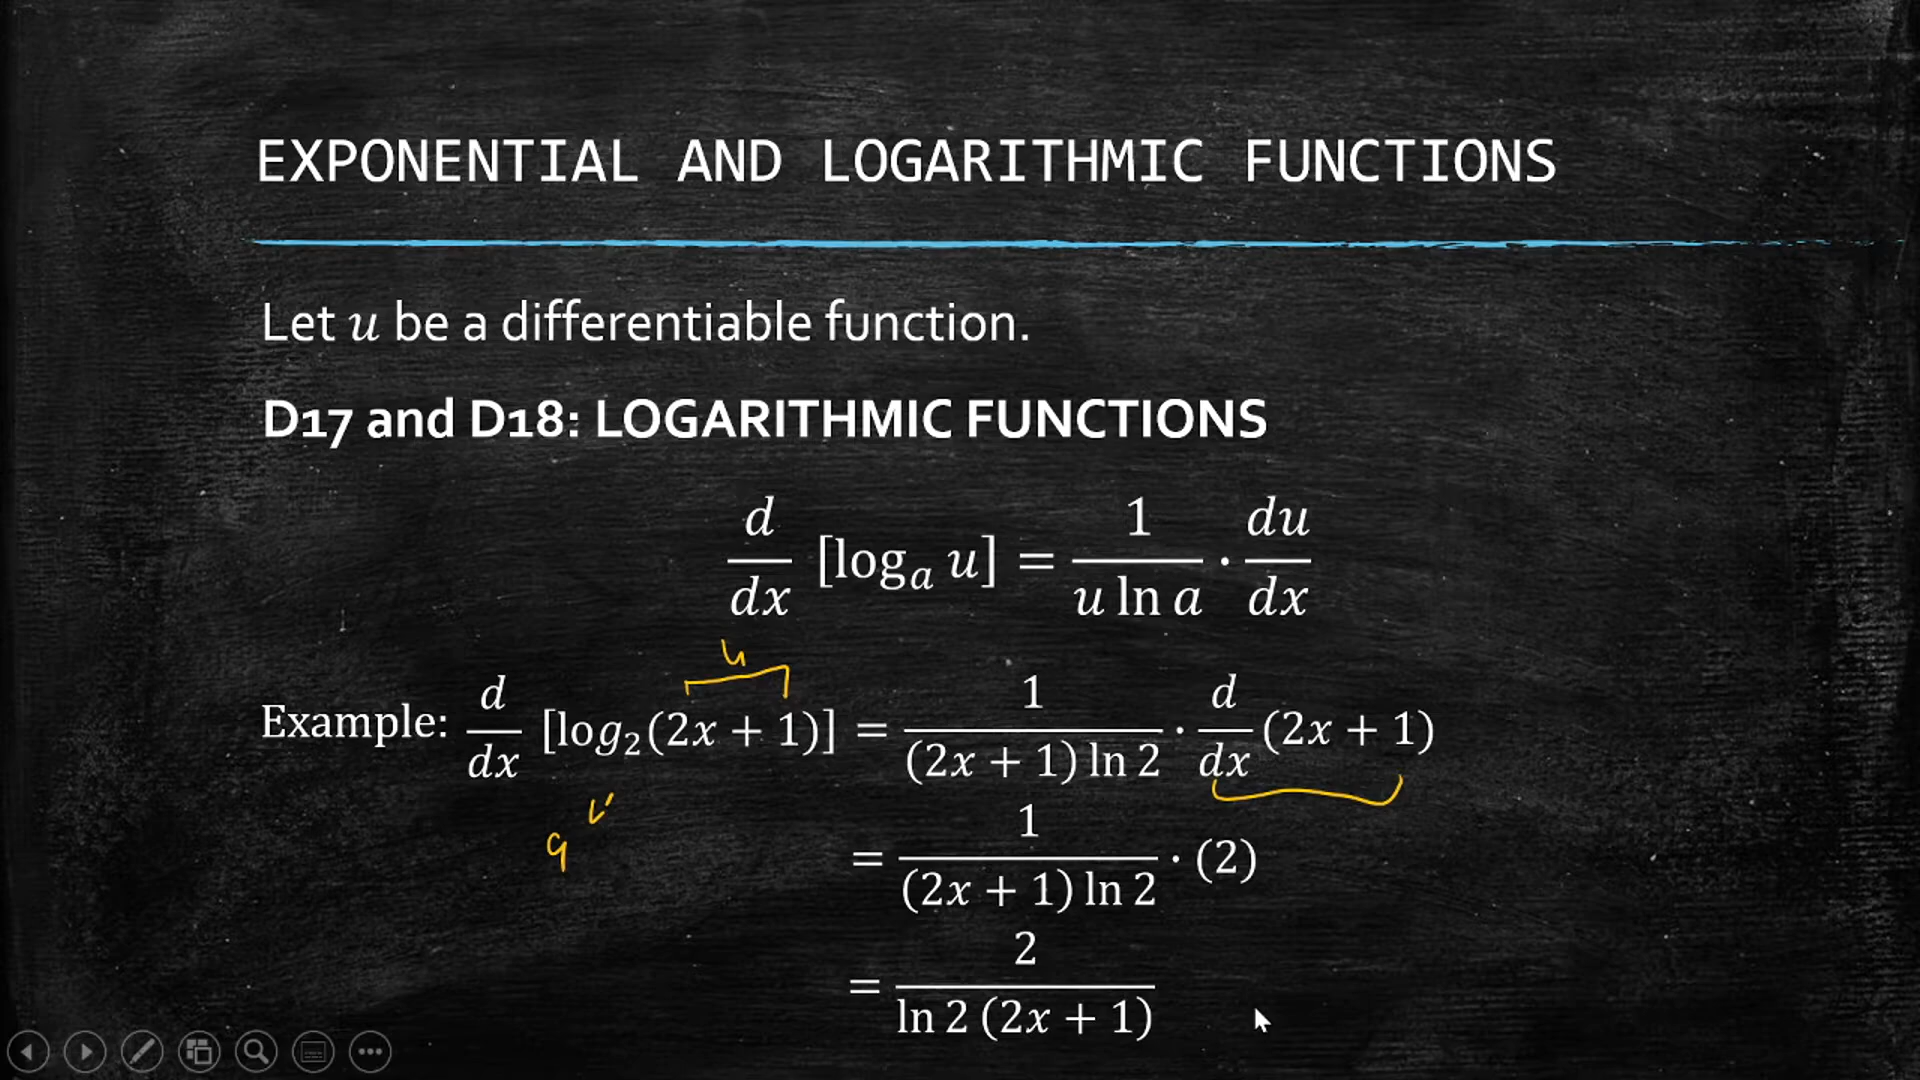 EXPONENTIAL AND LOGARITHMIC FUNCTIONS
Let u be a differentiable function.
D17 and D18: LOGARITHMIC FUNCTIONS
d/dx [logₐ u] = 1/(u ln a) · du/dx
u
Example: d/dx [log₂(2x + 1)] = 1/((2x + 1) ln 2) · d/dx (2x + 1)
= 1/((2x + 1) ln 2) · (2)
= 2/(ln 2 (2x + 1))